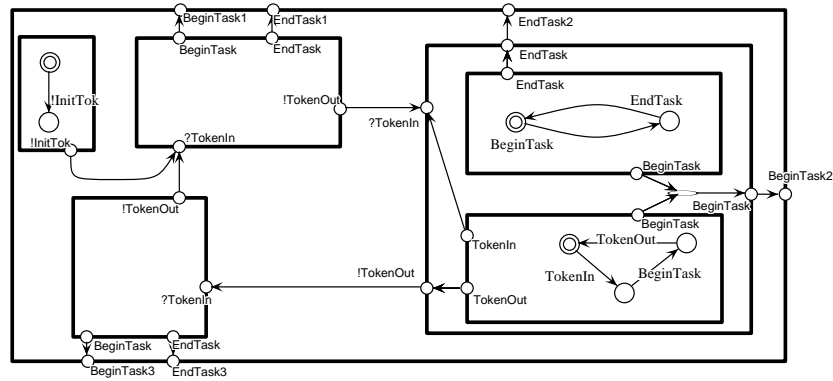 BeginTask1
EndTask1
EndTask2
BeginTask
EndTask
EndTask
EndTask
!InitTok
!TokenOut
EndTask
?TokenIn
BeginTask
!InitTok
?TokenIn
BeginTask
BeginTask2
BeginTask
!TokenOut
BeginTask
TokenIn
TokenOut
!TokenOut
TokenIn
BeginTask
?TokenIn
TokenOut
BeginTask
EndTask
BeginTask3
EndTask3